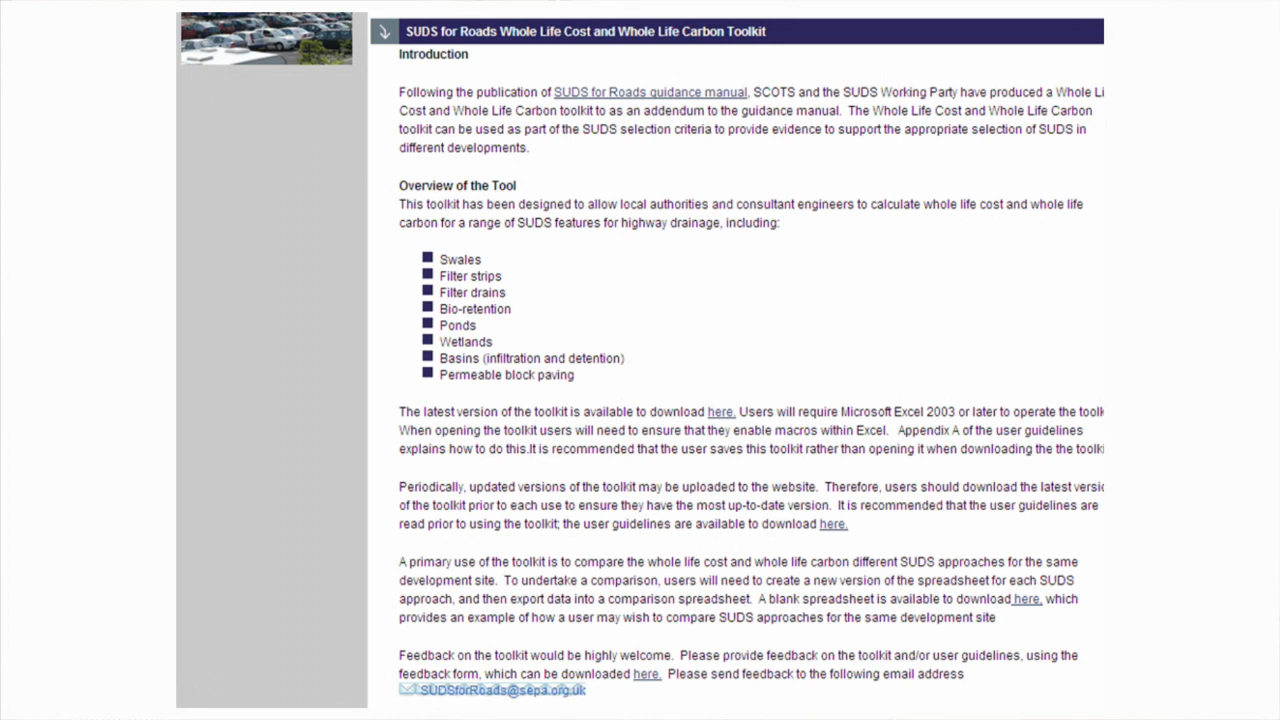 SUDS for Roads Whole Life Cost and Whole Life Carbon Toolkit
Introduction
Following the publication of SUDS for Roads guidance manual, SCOTS and the SUDS Working Party have produced a Whole Li
Cost and Whole Life Carbon toolkit to as an addendum to the guidance manual. The Whole Life Cost and Whole Life Carbon
toolkit can be used as part of the SUDS selection criteria to provide evidence to support the appropriate selection of SUDS in
different developments.
Overview of the Tool
This toolkit has been designed to allow local authorities and consultant engineers to calculate whole life cost and whole life
carbon for a range of SUDS features for highway drainage, including:
Swales
Filter strips
Filter drains
Bio-retention
Ponds
Wetlands
Basins (infiltration and detention)
Permeable block paving
The latest version of the toolkit is available to download here. Users will require Microsoft Excel 2003 or later to operate the toolk
When opening the toolkit users will need to ensure that they enable macros within Excel. Appendix A of the user guidelines
explains how to do this.It is recommended that the user saves this toolkit rather than opening it when downloading the the toolki
Periodically, updated versions of the toolkit may be uploaded to the website. Therefore, users should download the latest versic
of the toolkit prior to each use to ensure they have the most up-to-date version. It is recommended that the user guidelines are
read prior to using the toolkit; the user guidelines are available to download here.
A primary use of the toolkit is to compare the whole life cost and whole life carbon different SUDS approaches for the same
development site. To undertake a comparison, users will need to create a new version of the spreadsheet for each SUDS
approach, and then export data into a comparison spreadsheet. A blank spreadsheet is available to download here, which
provides an example of how a user may wish to compare SUDS approaches for the same development site
Feedback on the toolkit would be highly welcome. Please provide feedback on the toolkit and/or user guidelines, using the
feedback form, which can be downloaded here. Please send feedback to the following email address
SUDSforRoads@sepa.org.uk